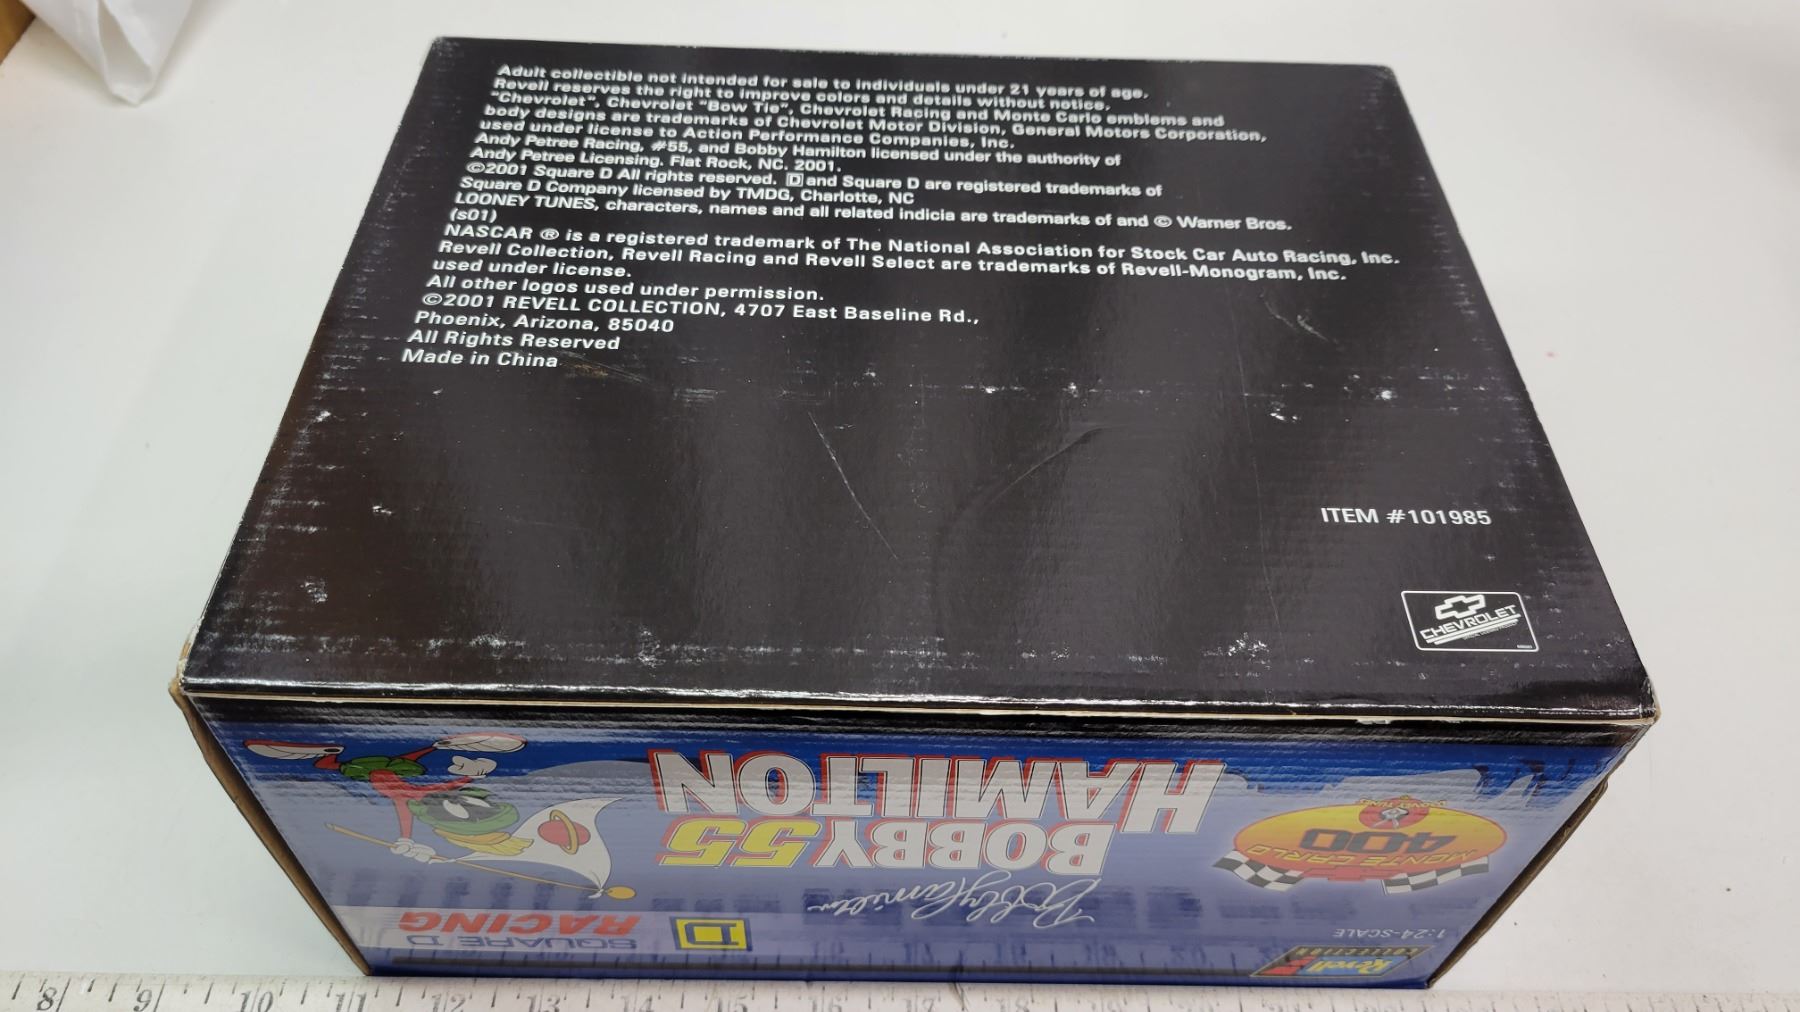 Adult collectible not intended for sale to individuals under 21 years of age.
Revell reserves the right to improve colors and details without notice.
"Chevrolet", Chevrolet "Bow Tie", Chevrolet Racing and Monte Carlo emblems and
body designs are trademarks of Chevrolet Motor Division, General Motors Corporation,
used under license to Action Performance Companies, Inc.
Andy Petree Racing, #55, and Bobby Hamilton licensed under the authority of
Andy Petree Licensing. Flat Rock, NC. 2001.
©2001 Square D All rights reserved. D and Square D are registered trademarks of
Square D Company licensed by TMDG, Charlotte, NC
LOONEY TUNES, characters, names and all related indicia are trademarks of and © Warner Bros.
(s01)
NASCAR ® is a registered trademark of The National Association for Stock Car Auto Racing, Inc.
Revell Collection, Revell Racing and Revell Select are trademarks of Revell-Monogram, Inc.
used under license.
All other logos used under permission.
©2001 REVELL COLLECTION, 4707 East Baseline Rd.,
Phoenix, Arizona, 85040
All Rights Reserved
Made in China
ITEM #101985
CHEVROLET
Revell
COLLECTION
1:24-SCALE
D
SQUARE D
RACING
Bobby Hamilton
BOBBY 55
HAMILTON
MONTE CARLO
400
LOONEY TUNES
8 9 10 11 12 13 14 15 16 17 18 19 20 21 22